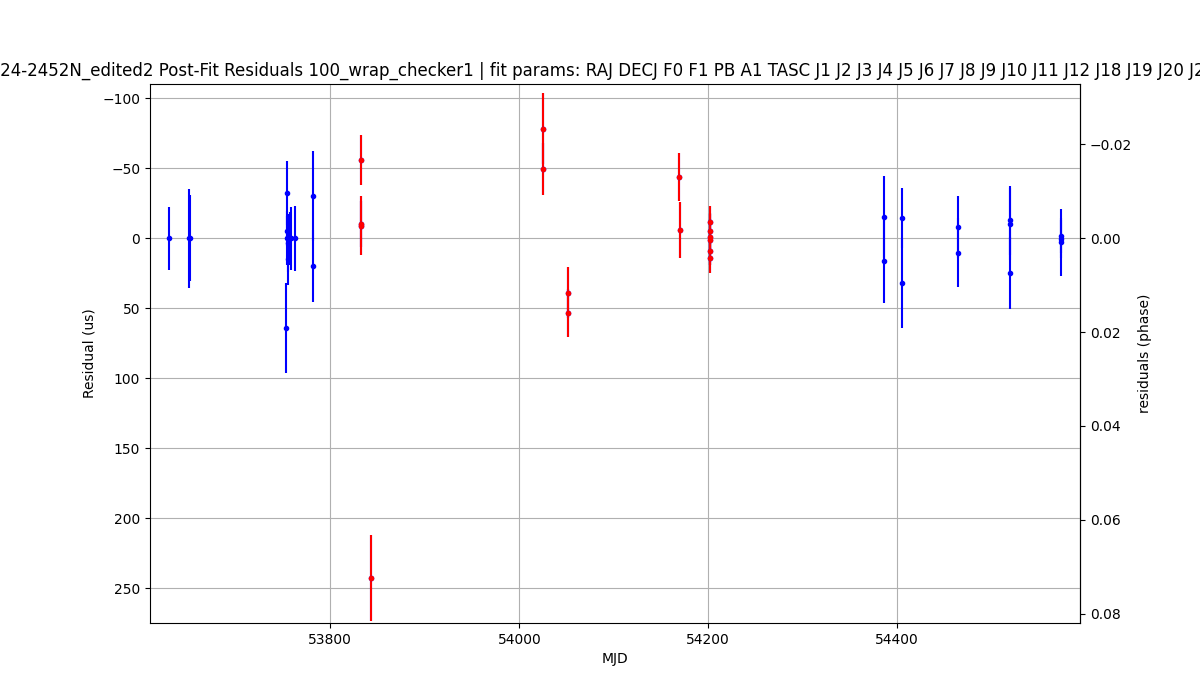 24-2452N_edited2 Post-Fit Residuals 100_wrap_checker1 | fit params: RAJ DECJ F0 F1 PB A1 TASC J1 J2 J3 J4 J5 J6 J7 J8 J9 J10 J11 J12 J18 J19 J20 J2
−100
−50
0
50
100
150
200
250
Residual (us)
−0.02
0.00
0.02
0.04
0.06
0.08
residuals (phase)
53800 54000 54200 54400
MJD